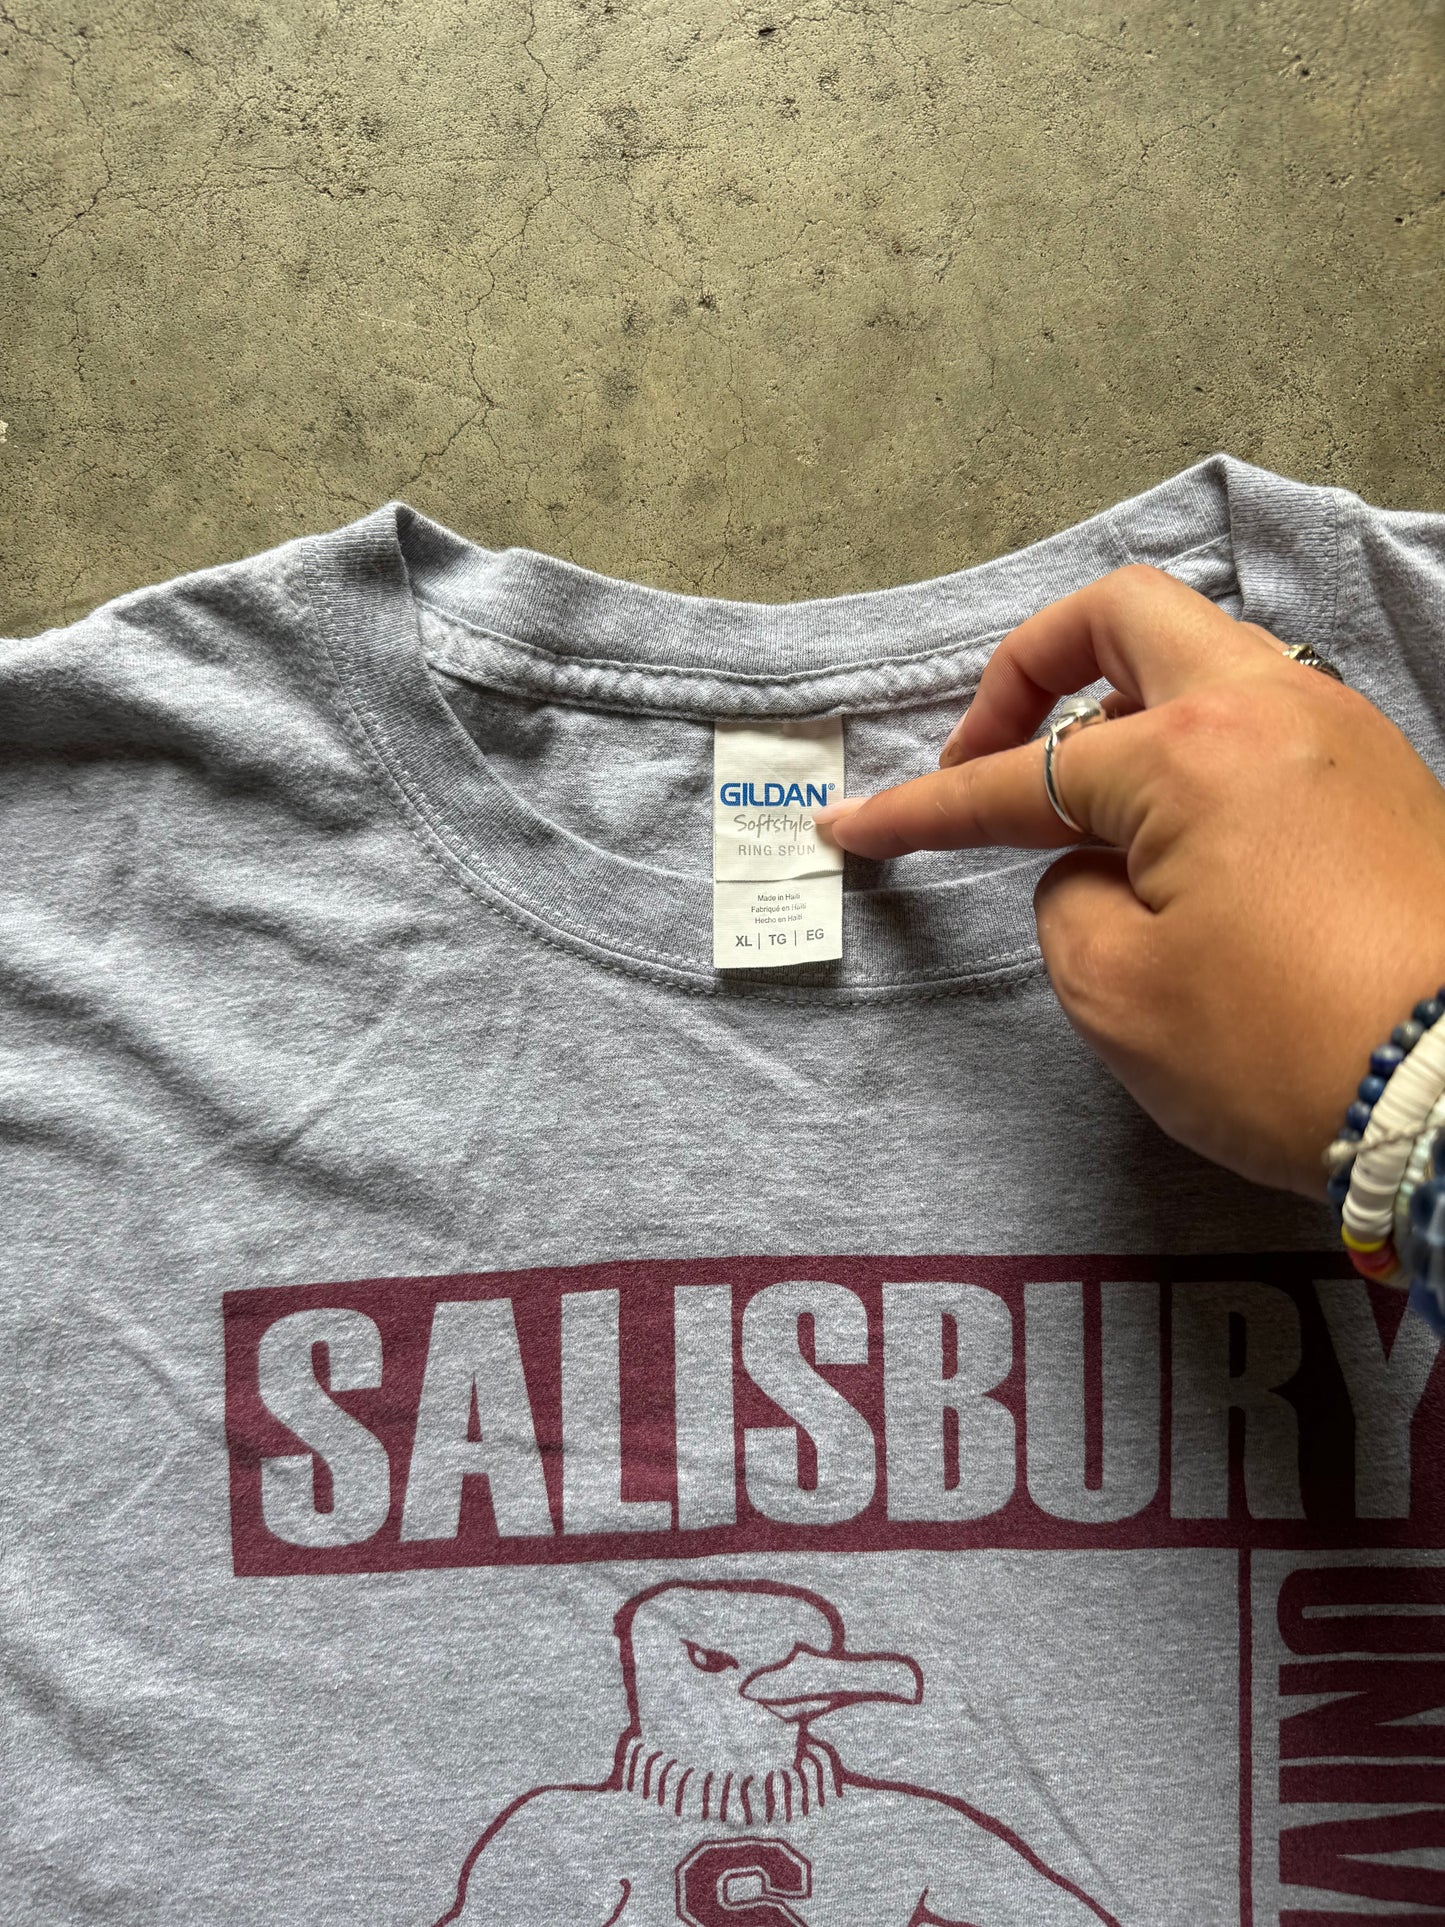 GILDAN®
Softstyle
RING SPUN
Made in Haiti
Fabriqué en Haïti
Hecho en Haití
XL | TG | EG
SALISBURY
S